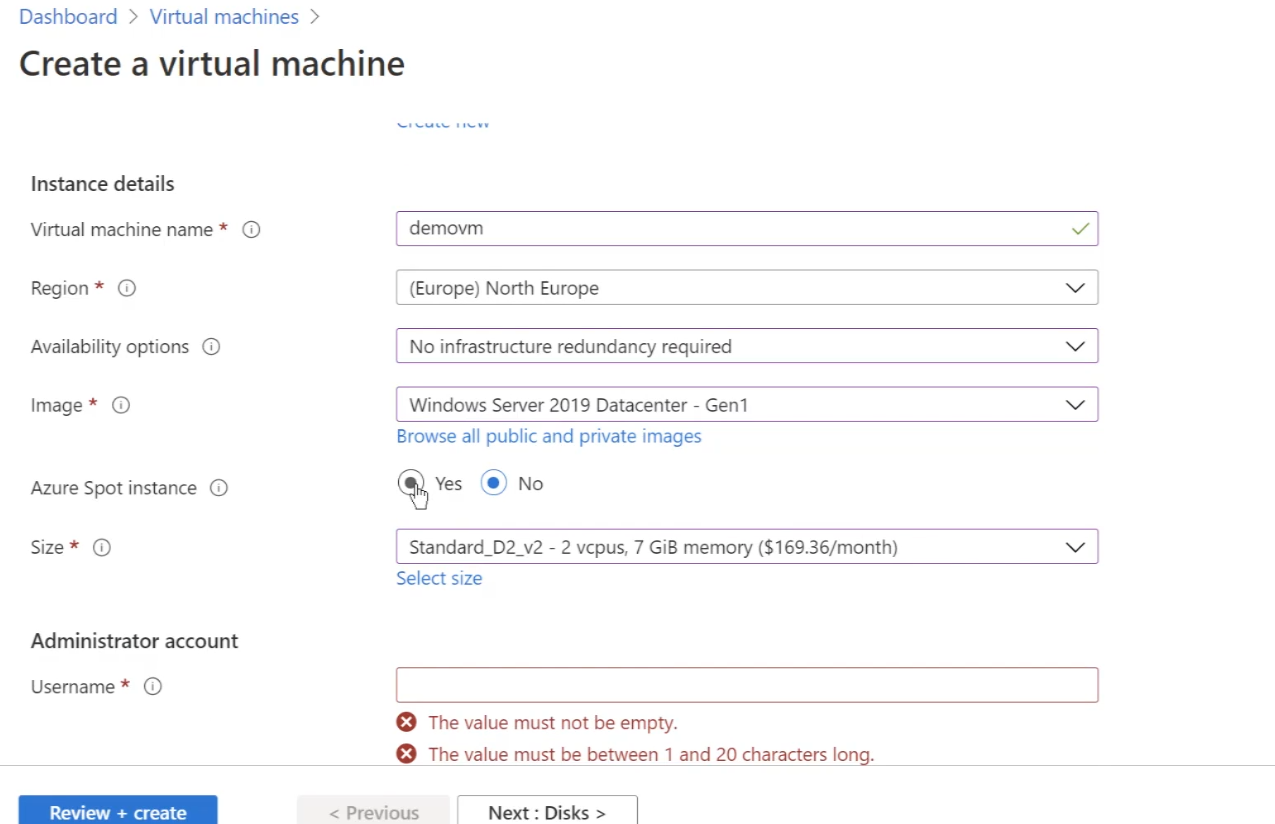 Dashboard > Virtual machines >
Create a virtual machine
Create new
Instance details
Virtual machine name * demovm
Region * (Europe) North Europe
Availability options No infrastructure redundancy required
Image * Windows Server 2019 Datacenter - Gen1
Browse all public and private images
Azure Spot instance Yes No
Size * Standard_D2_v2 - 2 vcpus, 7 GiB memory ($169.36/month)
Select size
Administrator account
Username *
The value must not be empty.
The value must be between 1 and 20 characters long.
Review + create < Previous Next : Disks >